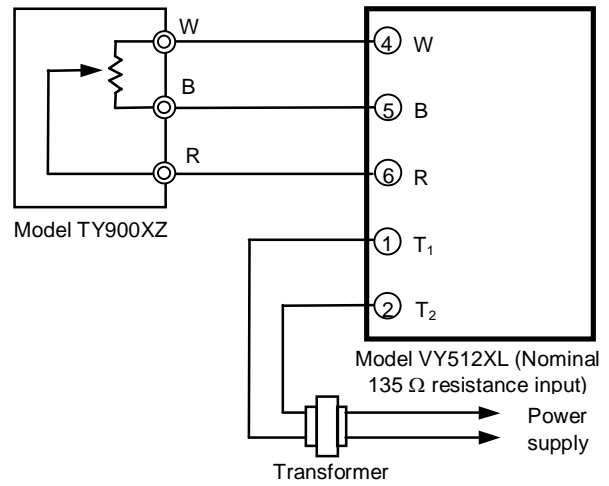 W
④ W
B
⑤ B
R
⑥ R
Model TY900XZ
① T₁
② T₂
Model VY512XL (Nominal
135 Ω resistance input)
Power
supply
Transformer